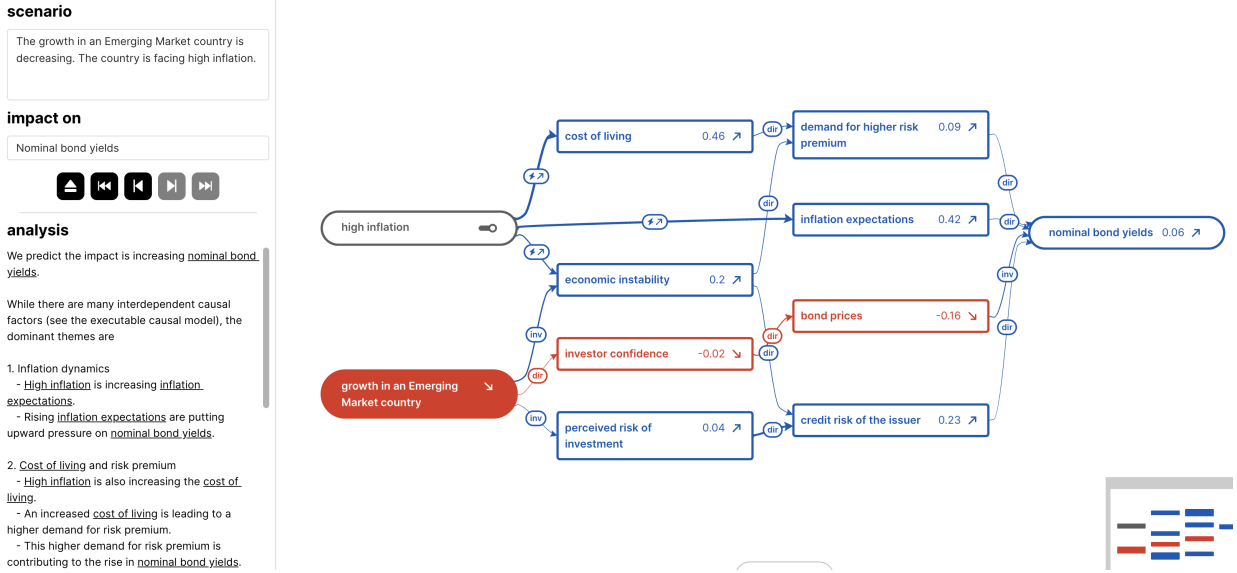 scenario
The growth in an Emerging Market country is
decreasing. The country is facing high inflation.
impact on
Nominal bond yields
analysis
We predict the impact is increasing nominal bond
yields.
While there are many interdependent causal
factors (see the executable causal model), the
dominant themes are
1. Inflation dynamics
- High inflation is increasing inflation
expectations.
- Rising inflation expectations are putting
upward pressure on nominal bond yields.
2. Cost of living and risk premium
- High inflation is also increasing the cost of
living.
- An increased cost of living is leading to a
higher demand for risk premium.
- This higher demand for risk premium is
contributing to the rise in nominal bond yields.
high inflation
growth in an Emerging
Market country
cost of living 0.46
economic instability 0.2
investor confidence -0.02
perceived risk of
investment 0.04
demand for higher risk
premium 0.09
inflation expectations 0.42
bond prices -0.16
credit risk of the issuer 0.23
nominal bond yields 0.06
inv
dir
inv
dir
dir
dir
dir
dir
dir
dir
inv
dir